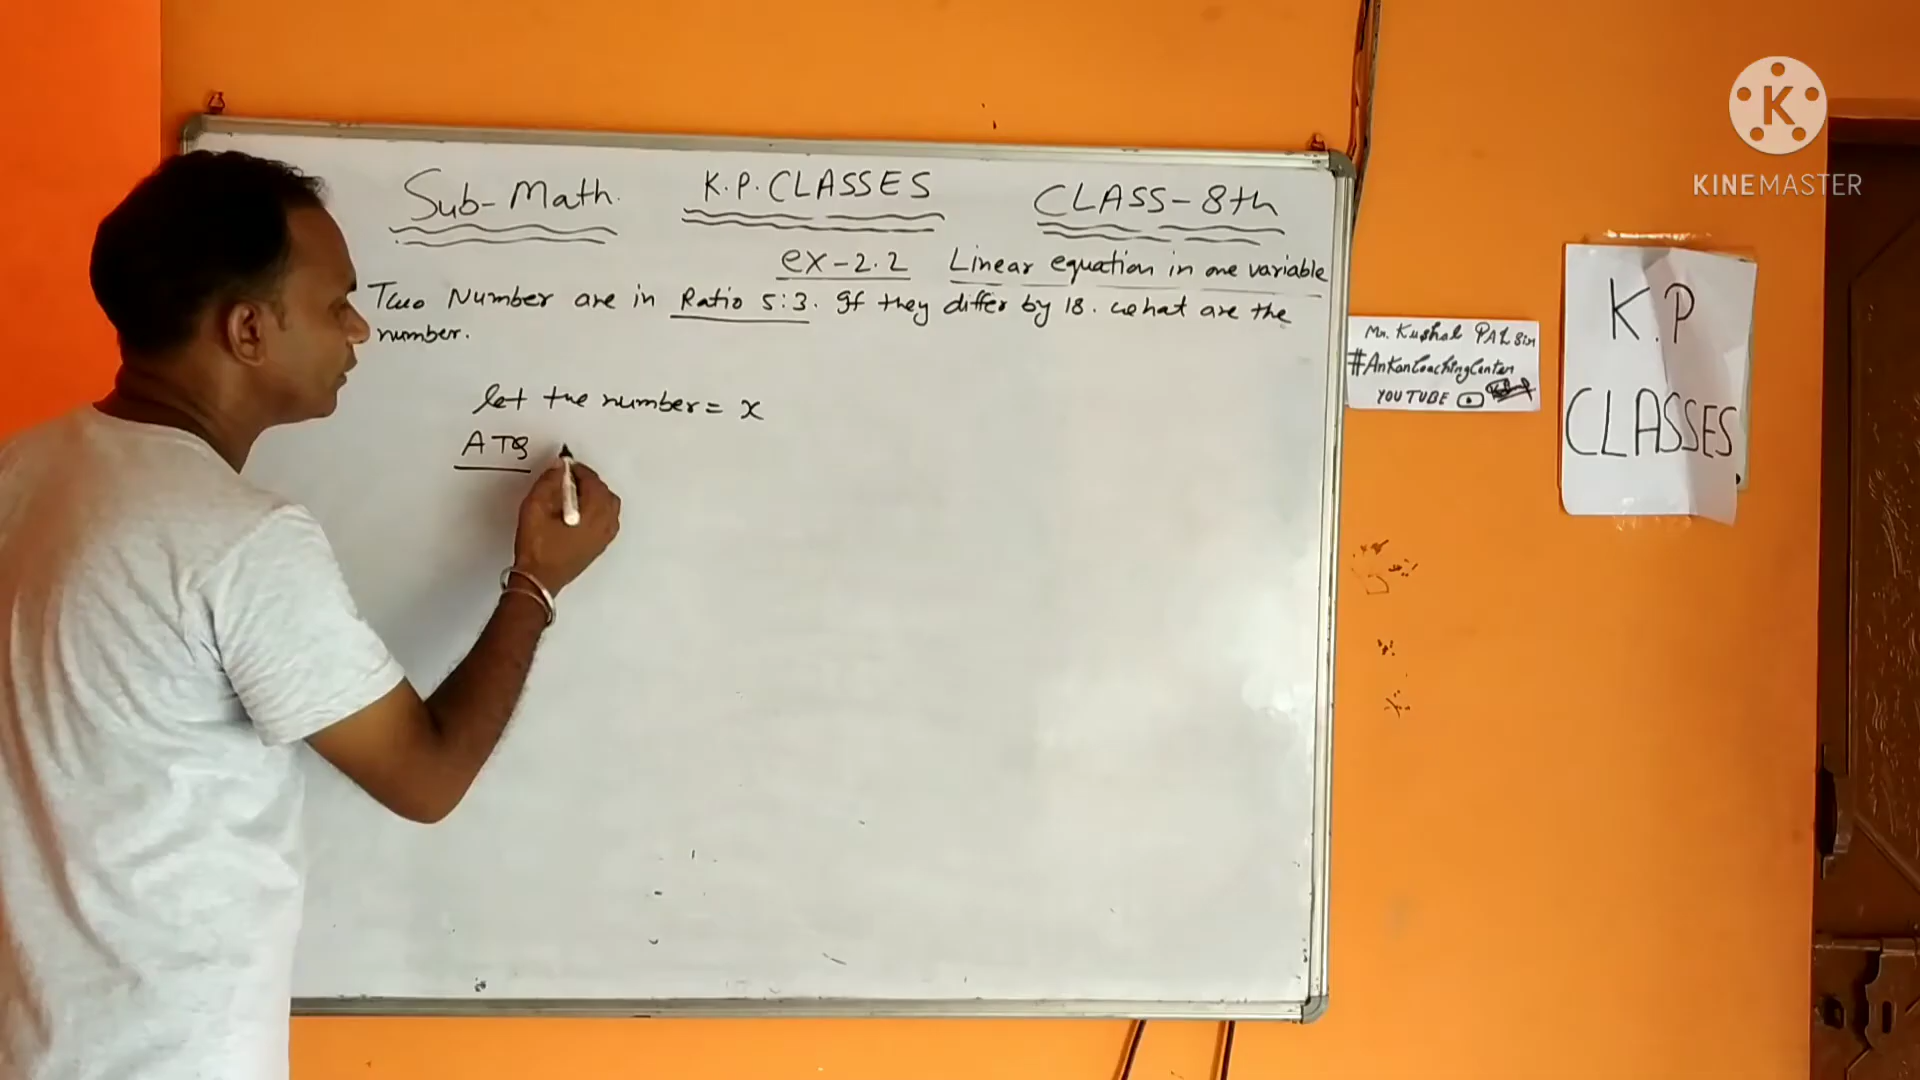 Sub-Math. K.P. CLASSES CLASS-8th
ex-2.2 Linear equation in one variable
Two Number are in Ratio 5:3. If they differ by 18. what are the
number.
let the number = x
ATQ
Mr. Kushal PAL Sir
#AnKanCoachingCenter
YOUTUBE
K.P
CLASSES
K
KINEMASTER